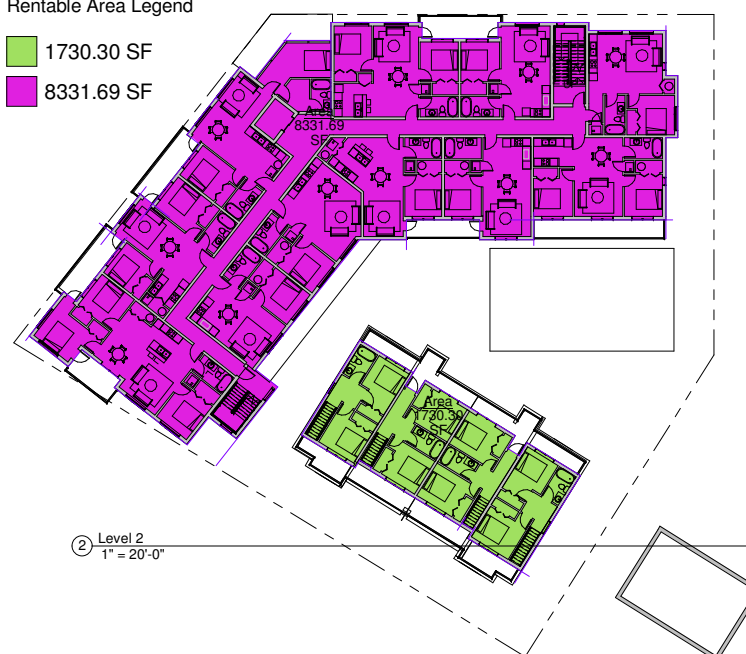 Rentable Area Legend
1730.30 SF
8331.69 SF
Area
8331.69
SF
Area
1730.30
SF
2
Level 2
1" = 20'-0"